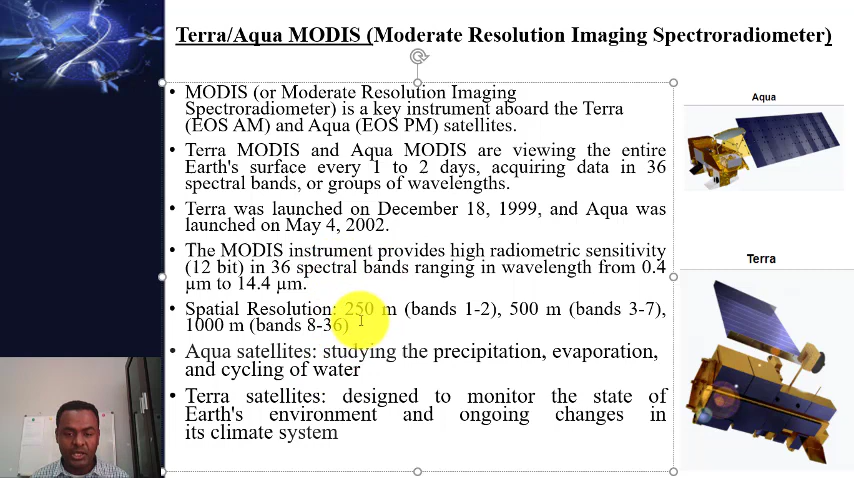 Terra/Aqua MODIS (Moderate Resolution Imaging Spectroradiometer)
• MODIS (or Moderate Resolution Imaging
Spectroradiometer) is a key instrument aboard the Terra
(EOS AM) and Aqua (EOS PM) satellites.
• Terra MODIS and Aqua MODIS are viewing the entire
Earth's surface every 1 to 2 days, acquiring data in 36
spectral bands, or groups of wavelengths.
• Terra was launched on December 18, 1999, and Aqua was
launched on May 4, 2002.
• The MODIS instrument provides high radiometric sensitivity
(12 bit) in 36 spectral bands ranging in wavelength from 0.4
µm to 14.4 µm.
• Spatial Resolution: 250 m (bands 1-2), 500 m (bands 3-7),
1000 m (bands 8-36)
• Aqua satellites: studying the precipitation, evaporation,
and cycling of water
• Terra satellites: designed to monitor the state of
Earth's environment and ongoing changes in
its climate system
Aqua
Terra